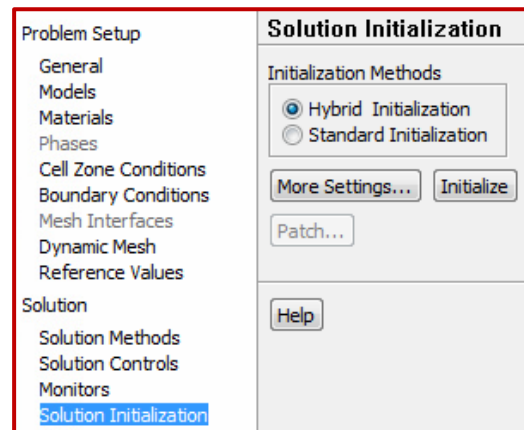 Problem Setup
General
Models
Materials
Phases
Cell Zone Conditions
Boundary Conditions
Mesh Interfaces
Dynamic Mesh
Reference Values
Solution
Solution Methods
Solution Controls
Monitors
Solution Initialization
Solution Initialization
Initialization Methods
Hybrid Initialization
Standard Initialization
More Settings... Initialize
Patch...
Help